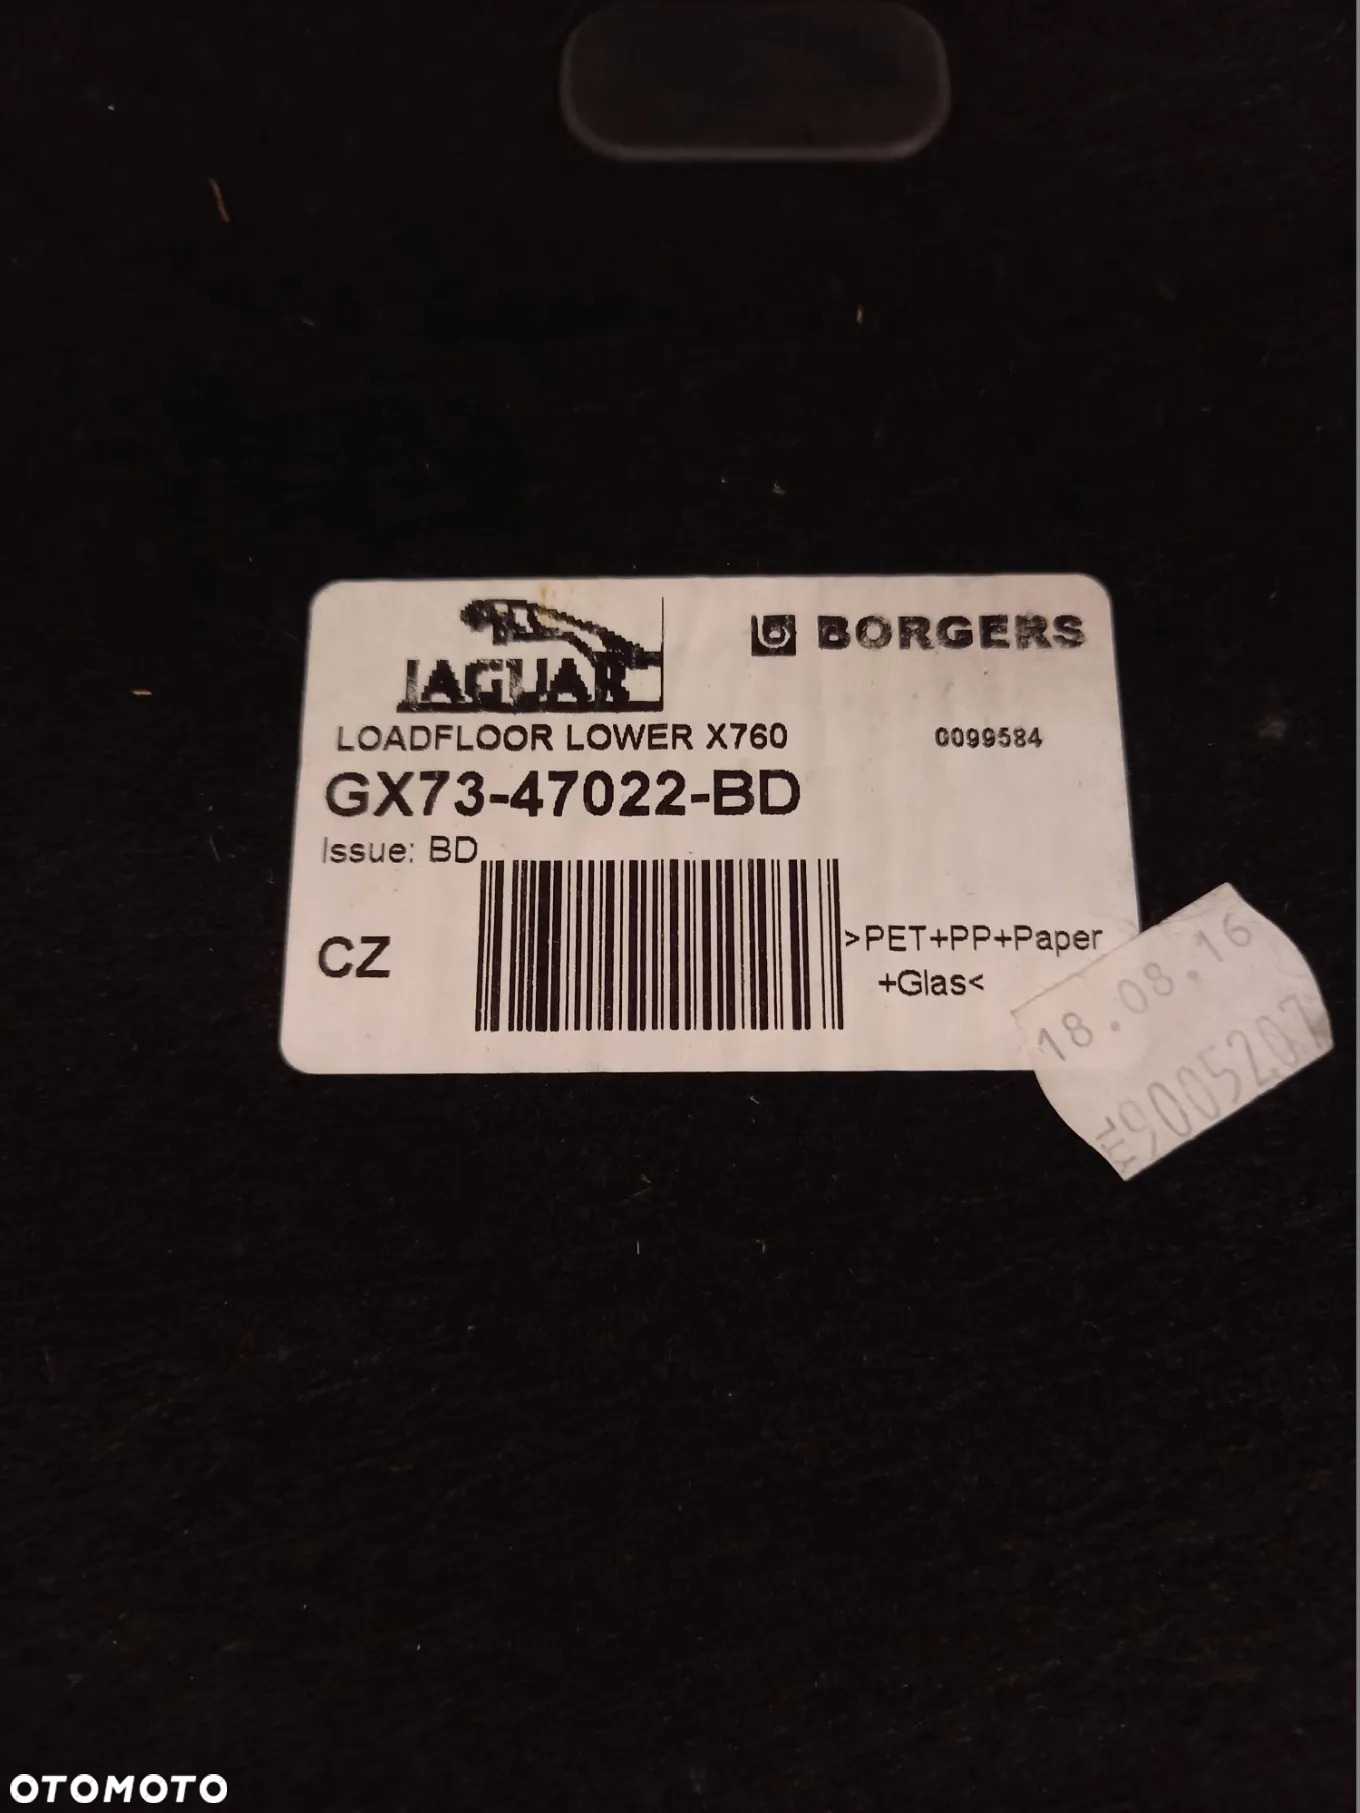 JAGUAR
BORGERS
LOADFLOOR LOWER X760
0099584
GX73-47022-BD
Issue: BD
CZ
>PET+PP+Paper
+Glas<
18.08.16
9005207
OTOMOTO